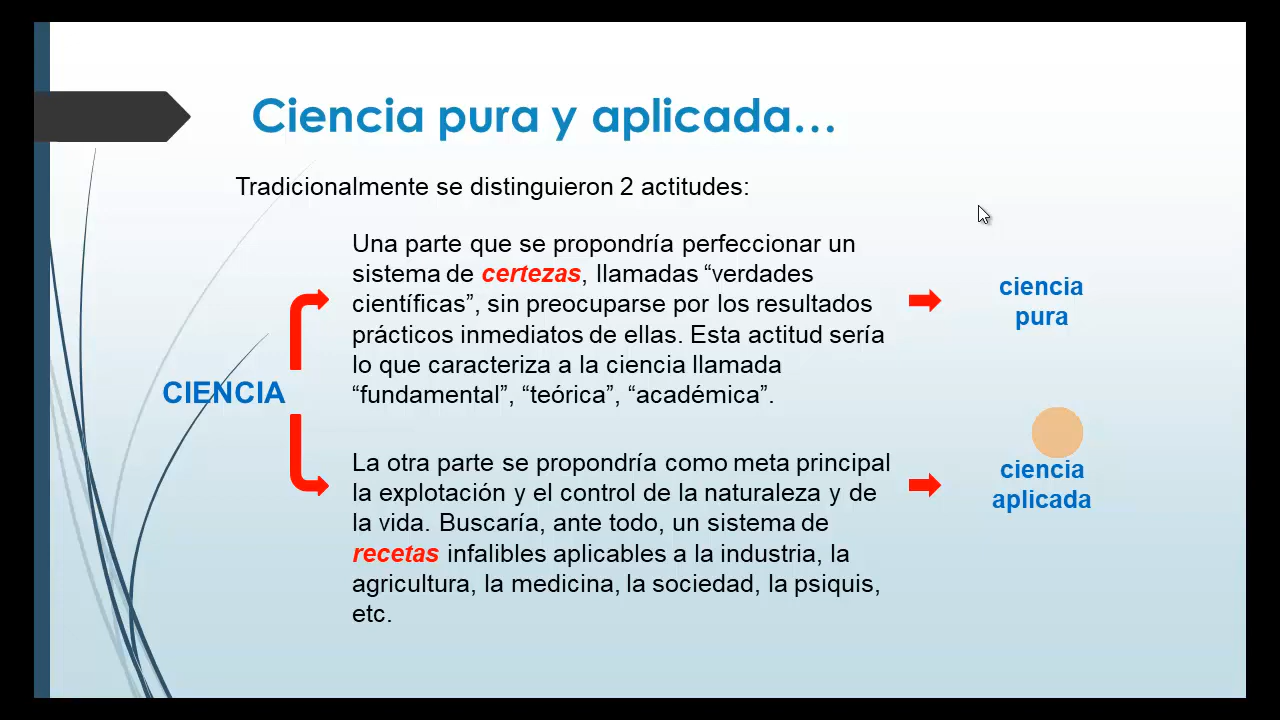 Ciencia pura y aplicada…
Tradicionalmente se distinguieron 2 actitudes:
Una parte que se propondría perfeccionar un
sistema de certezas, llamadas “verdades
científicas”, sin preocuparse por los resultados
prácticos inmediatos de ellas. Esta actitud sería
lo que caracteriza a la ciencia llamada
“fundamental”, “teórica”, “académica”.
ciencia
pura
CIENCIA
La otra parte se propondría como meta principal
la explotación y el control de la naturaleza y de
la vida. Buscaría, ante todo, un sistema de
recetas infalibles aplicables a la industria, la
agricultura, la medicina, la sociedad, la psiquis,
etc.
ciencia
aplicada